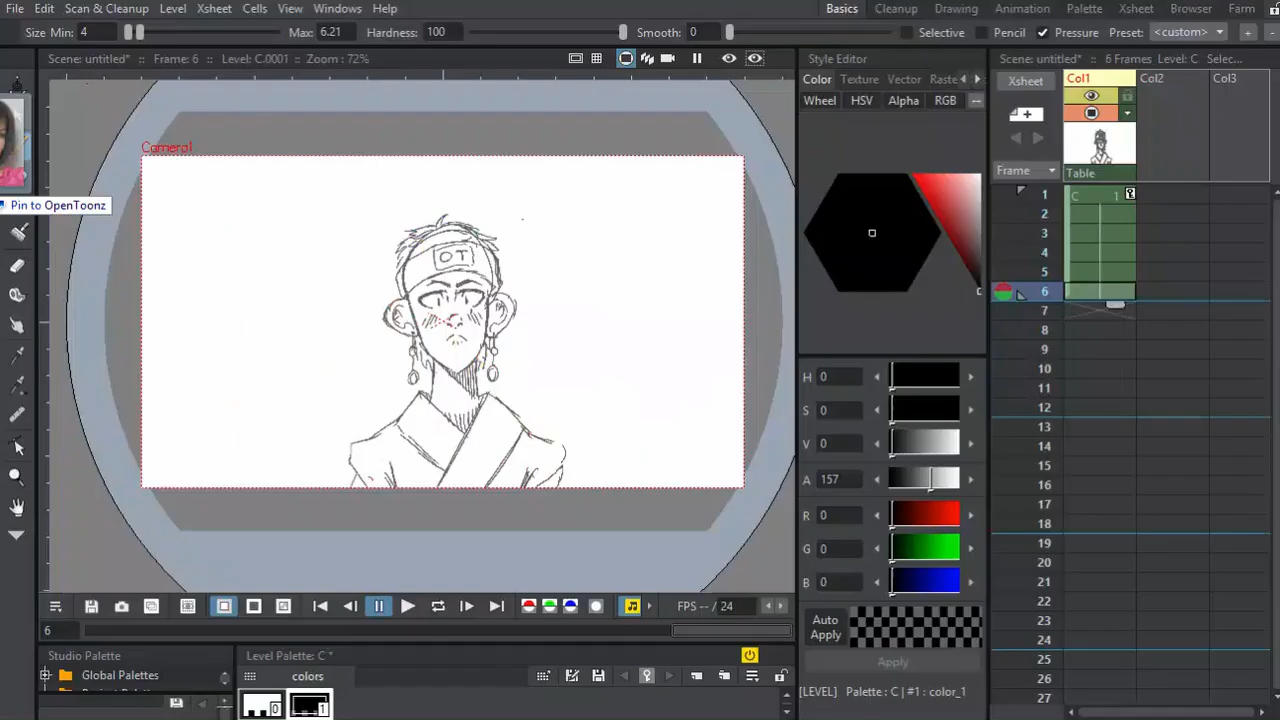 File Edit Scan & Cleanup Level Xsheet Cells View Windows Help
Basics Cleanup Drawing Animation Palette Xsheet Browser Farm
Size Min: 4 Max: 6.21 Hardness: 100 Smooth: 0 Selective Pencil Pressure Preset: <custom> +
Scene: untitled* :: Frame: 6 :: Level: C.0001 :: Zoom : 72%
Style Editor
Scene: untitled* :: 6 Frames Level: C Selec...
Color Texture Vector Raste
Col1 Col2 Col3
Xsheet
Wheel HSV Alpha RGB
Camera1
Frame
Table
1 C 1
2
3
4
5
6
7
8
9
10
11
12
13
14
15
16
17
18
19
20
21
22
23
24
25
26
27
Pin to OpenToonz
OT
H 0
S 0
V 0
A 157
R 0
G 0
B 0
Auto
Apply
Apply
FPS -- / 24
6
Studio Palette
Global Palettes
Level Palette: C *
colors
0 1
[LEVEL] Palette : C | #1 : color_1